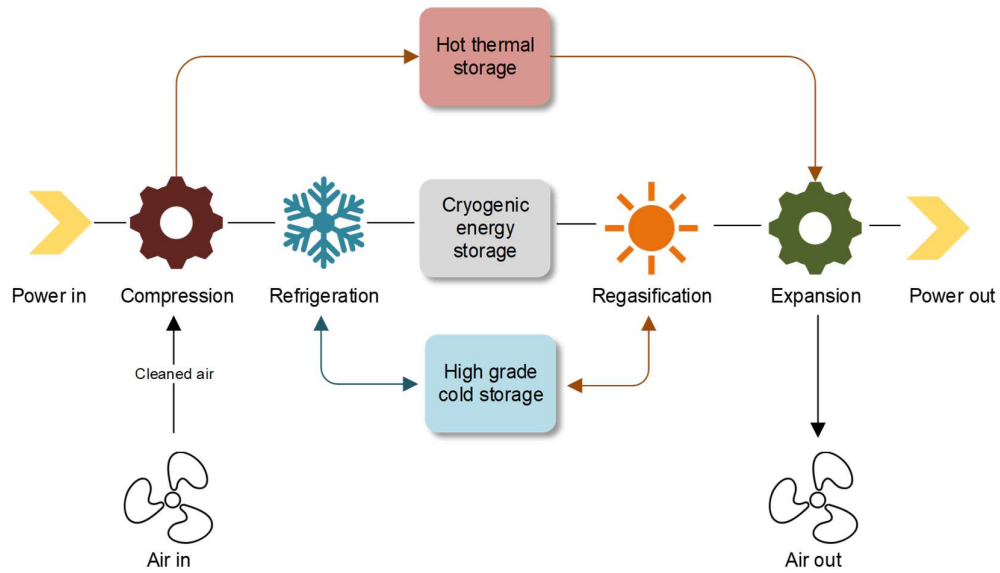 Hot thermal
storage
Cryogenic
energy
storage
Power in
Compression
Refrigeration
Regasification
Expansion
Power out
High grade
cold storage
Cleaned air
Air in
Air out